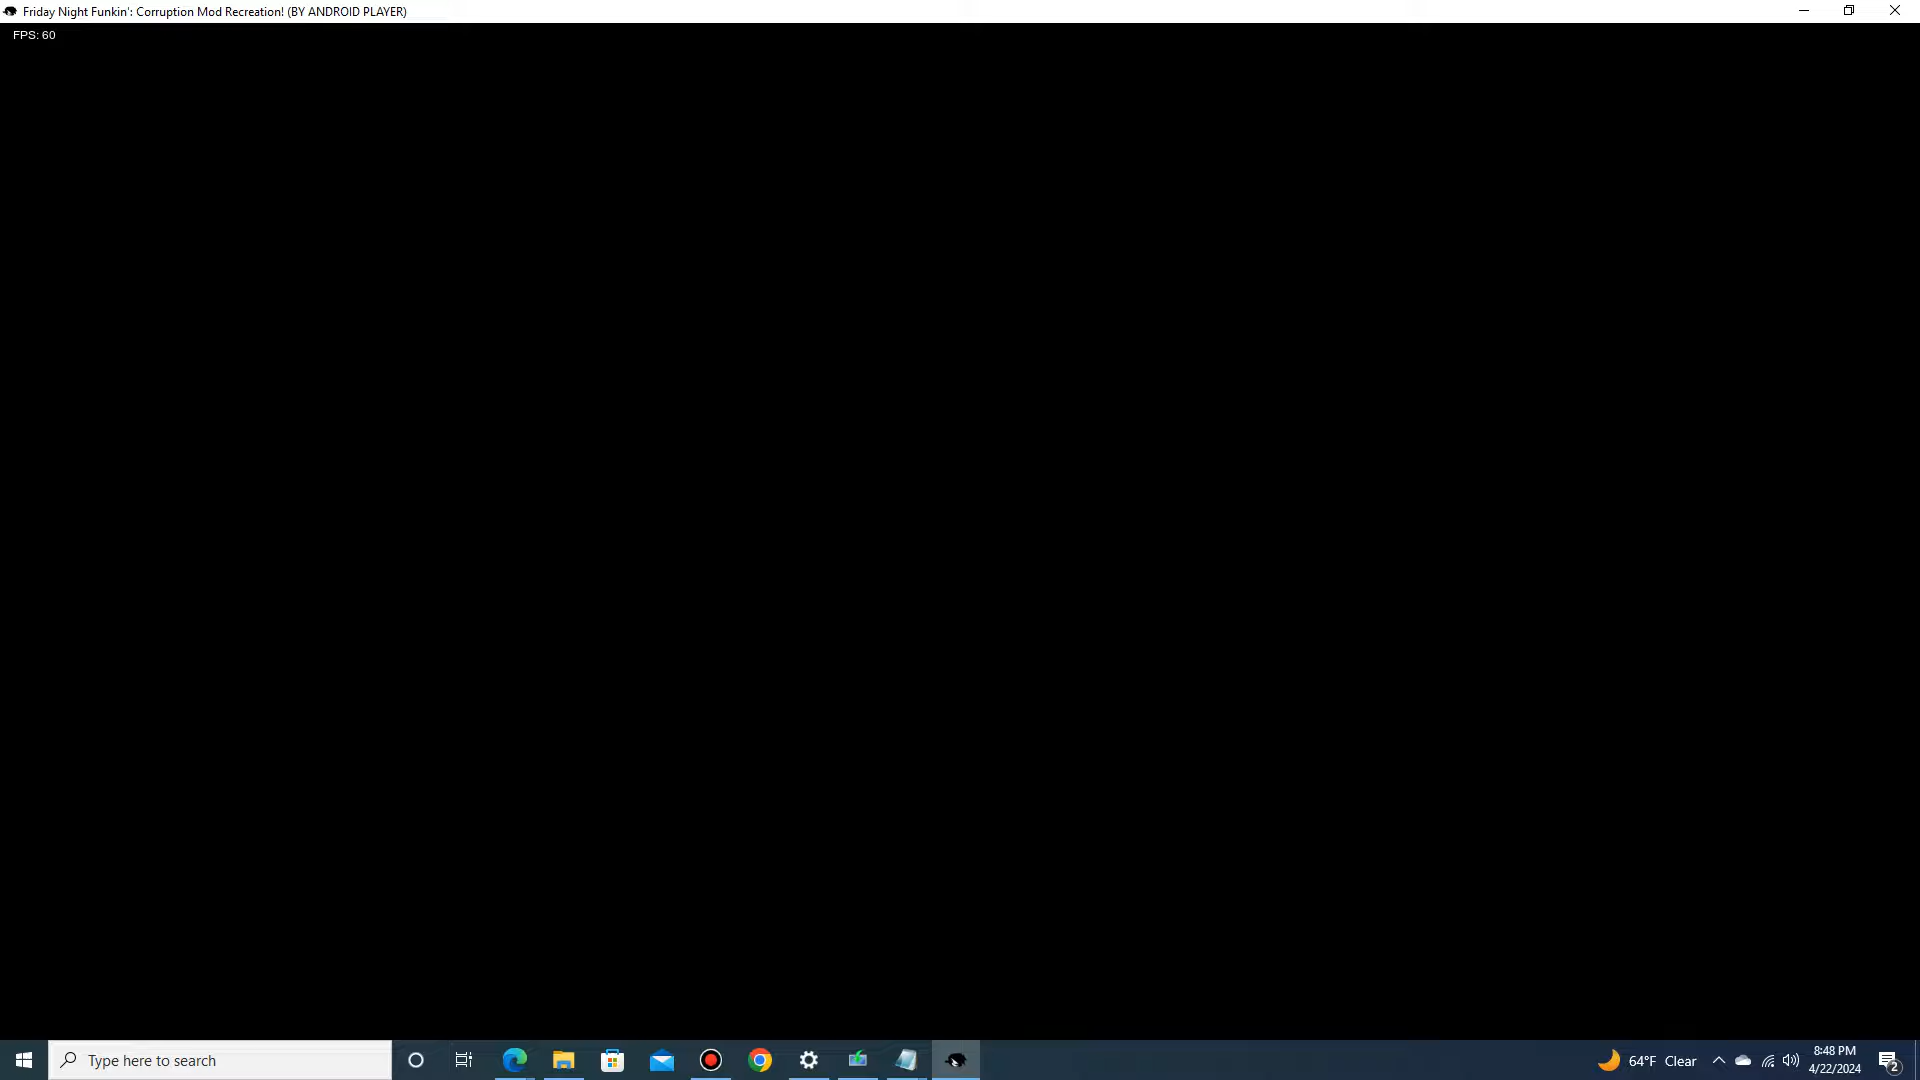 Friday Night Funkin': Corruption Mod Recreation! (BY ANDROID PLAYER)
FPS: 60
Type here to search
64°F Clear
8:48 PM
4/22/2024
2